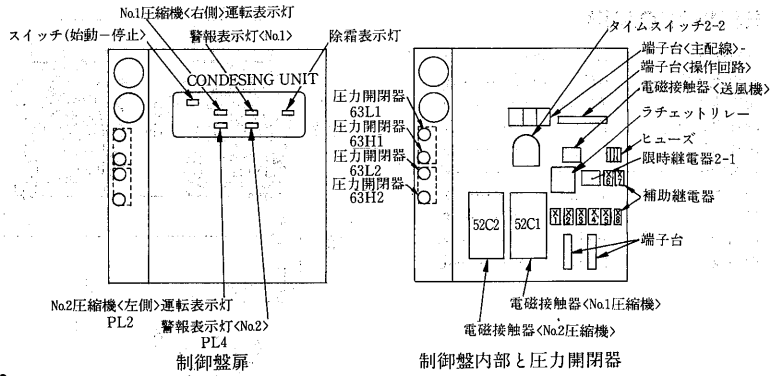 No.1圧縮機<右側>運転表示灯
スイッチ(始動ー停止>
警報表示灯<No.1>
除霜表示灯
CONDESING UNIT
No.2圧縮機<左側>運転表示灯
PL2
警報表示灯<No.2>
PL4
制御盤扉
圧力開閉器
63L1
圧力開閉器
63H1
圧力開閉器
63L2
圧力開閉器
63H2
タイムスイッチ2-2
端子台<主配線>
端子台<操作回路>
電磁接触器<送風機>
ラチェットリレー
ヒューズ
限時継電器2-1
補助継電器
52C2
52C1
X1
X2
X3
X4
X5
端子台
電磁接触器<No.1圧縮機>
電磁接触器<No.2圧縮機>
制御盤内部と圧力開閉器